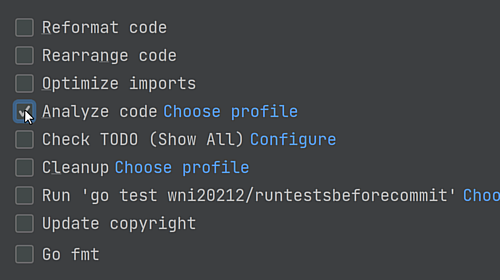 Reformat code
Rearrange code
Optimize imports
Analyze code Choose profile
Check TODO (Show All) Configure
Cleanup Choose profile
Run 'go test wni20212/runtestsbeforecommit' Choo
Update copyright
Go fmt